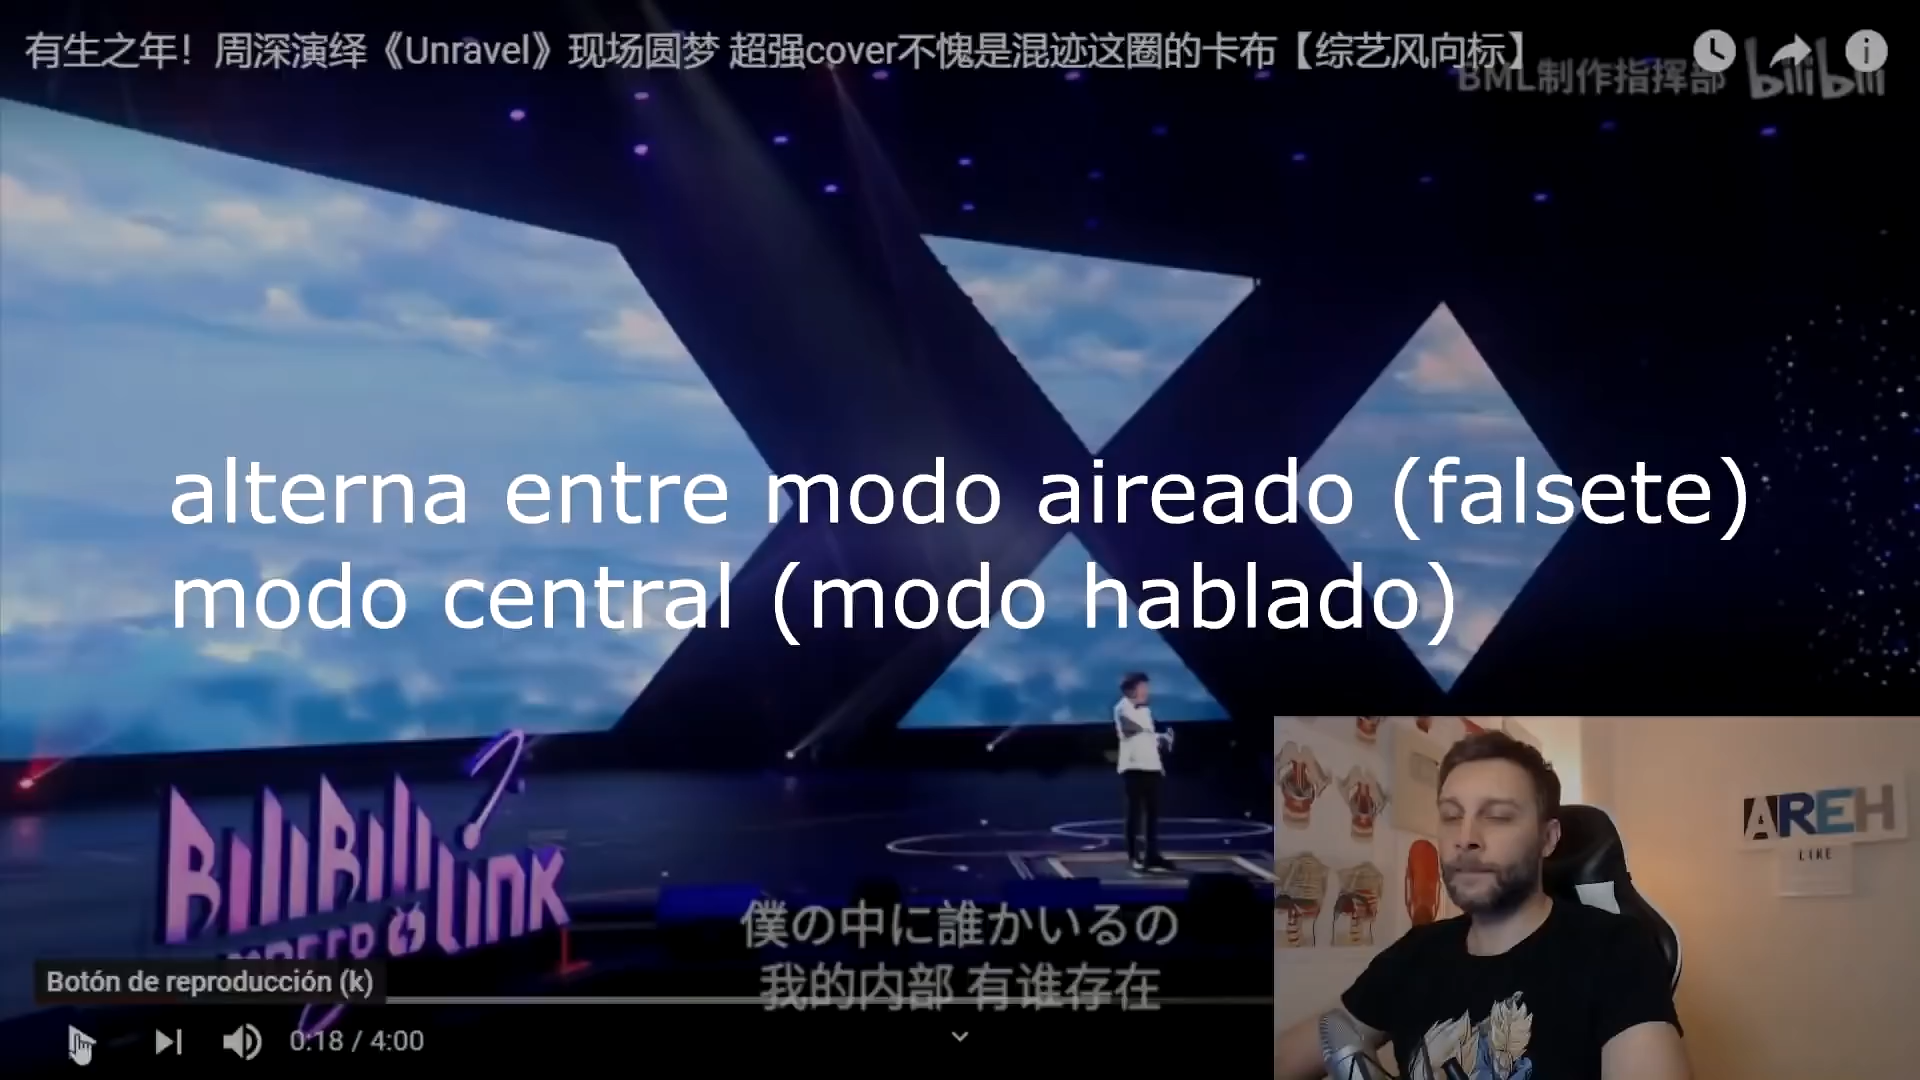 有生之年！周深演绎《Unravel》现场圆梦 超强cover不愧是混迹这圈的卡布【综艺风向标】
BML制作指挥部 bilibili
alterna entre modo aireado (falsete)
modo central (modo hablado)
AREH
LIKE
BiliBili
Link
僕の中に誰かいるの
我的内部 有谁存在
Botón de reproducción (k)
0:18 / 4:00